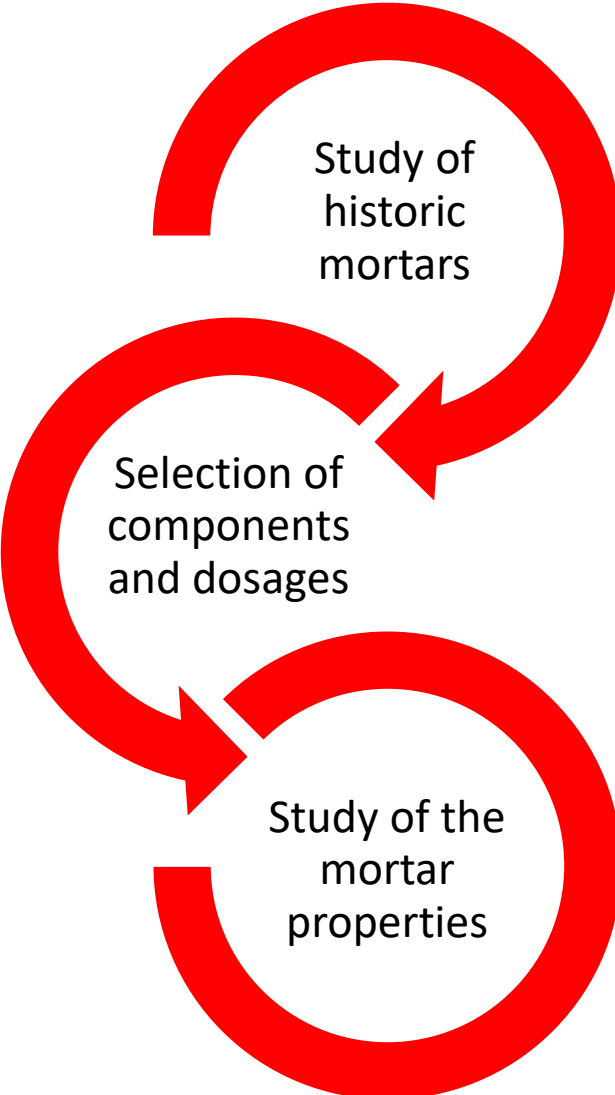 Study of
historic
mortars
Selection of
components
and dosages
Study of the
mortar
properties